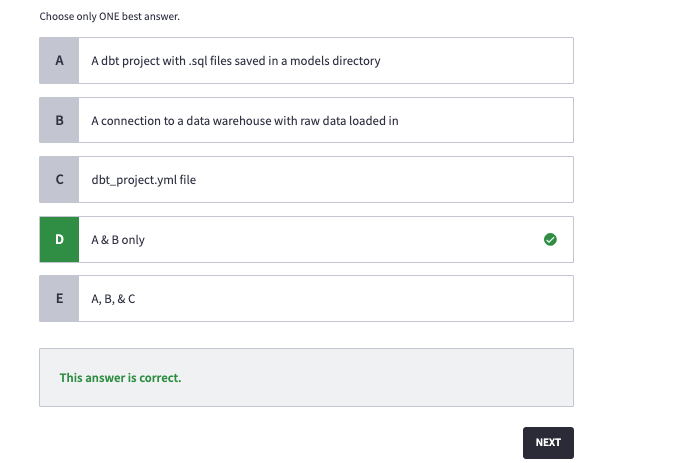 Choose only ONE best answer.
A
A dbt project with .sql files saved in a models directory
B
A connection to a data warehouse with raw data loaded in
C
dbt_project.yml file
D
A & B only
E
A, B, & C
This answer is correct.
NEXT